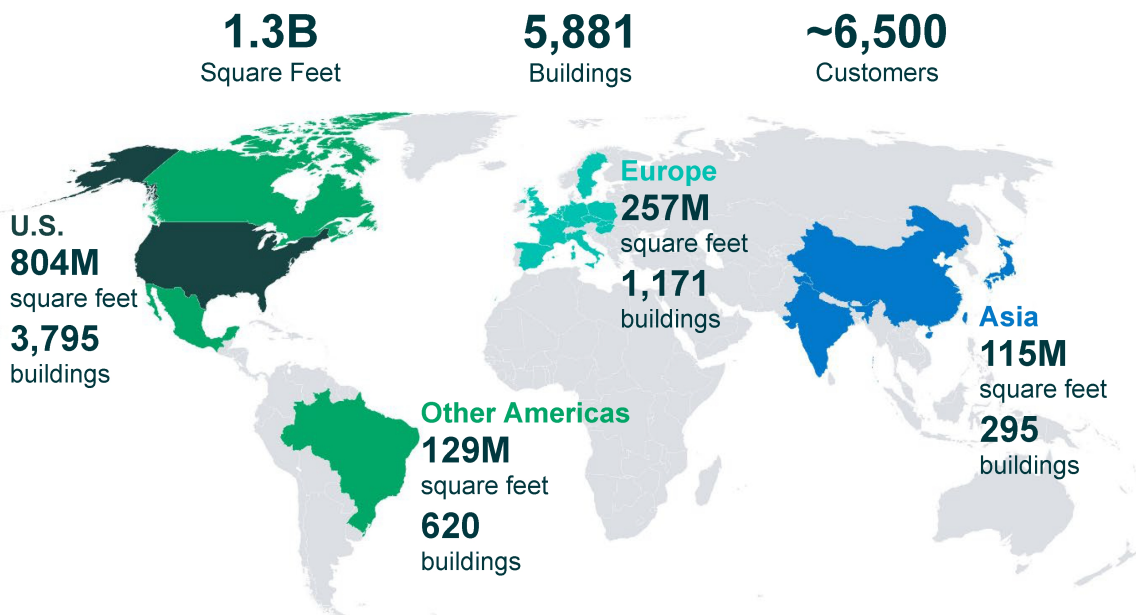 1.3B
Square Feet
5,881
Buildings
~6,500
Customers
U.S.
804M
square feet
3,795
buildings
Other Americas
129M
square feet
620
buildings
Europe
257M
square feet
1,171
buildings
Asia
115M
square feet
295
buildings